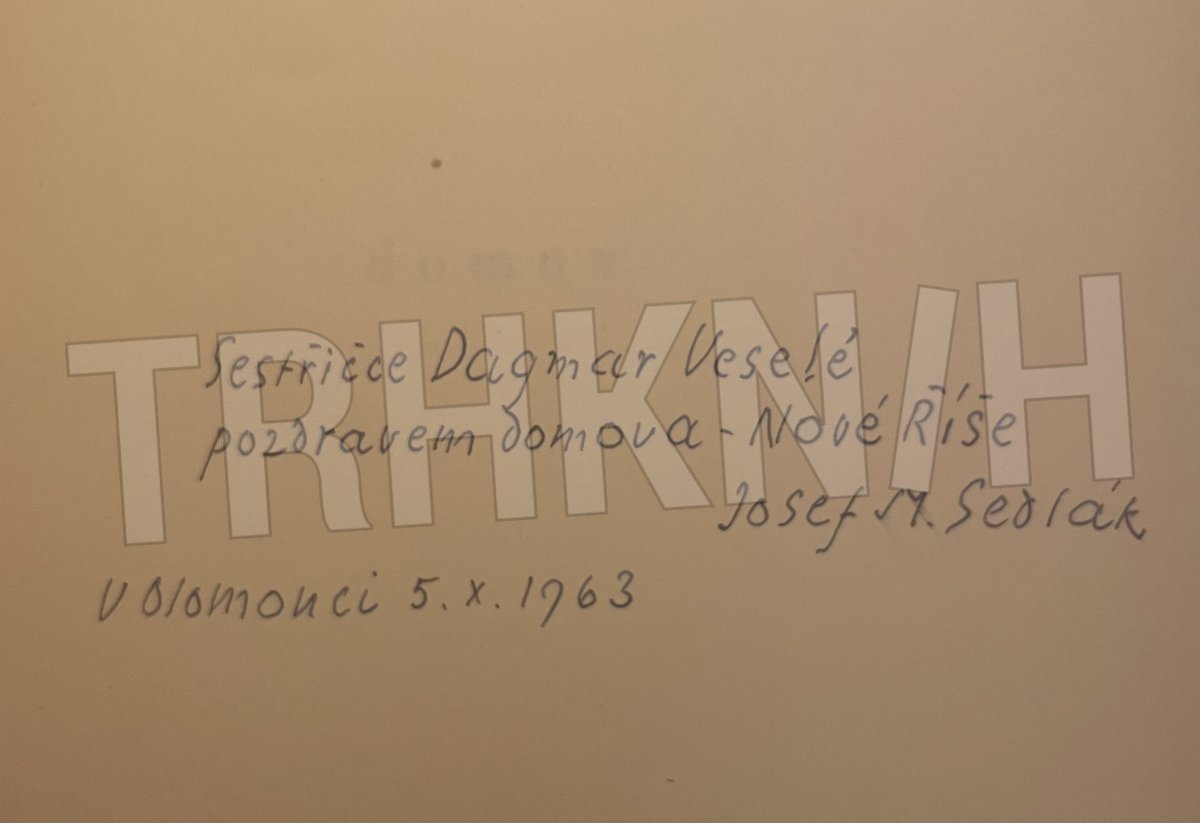 Sestřičce Dagmar Veselé
pozdravem domova - Nové Říše
Josef M. Sedlák
V Olomouci 5. X. 1963
TRHKNIH